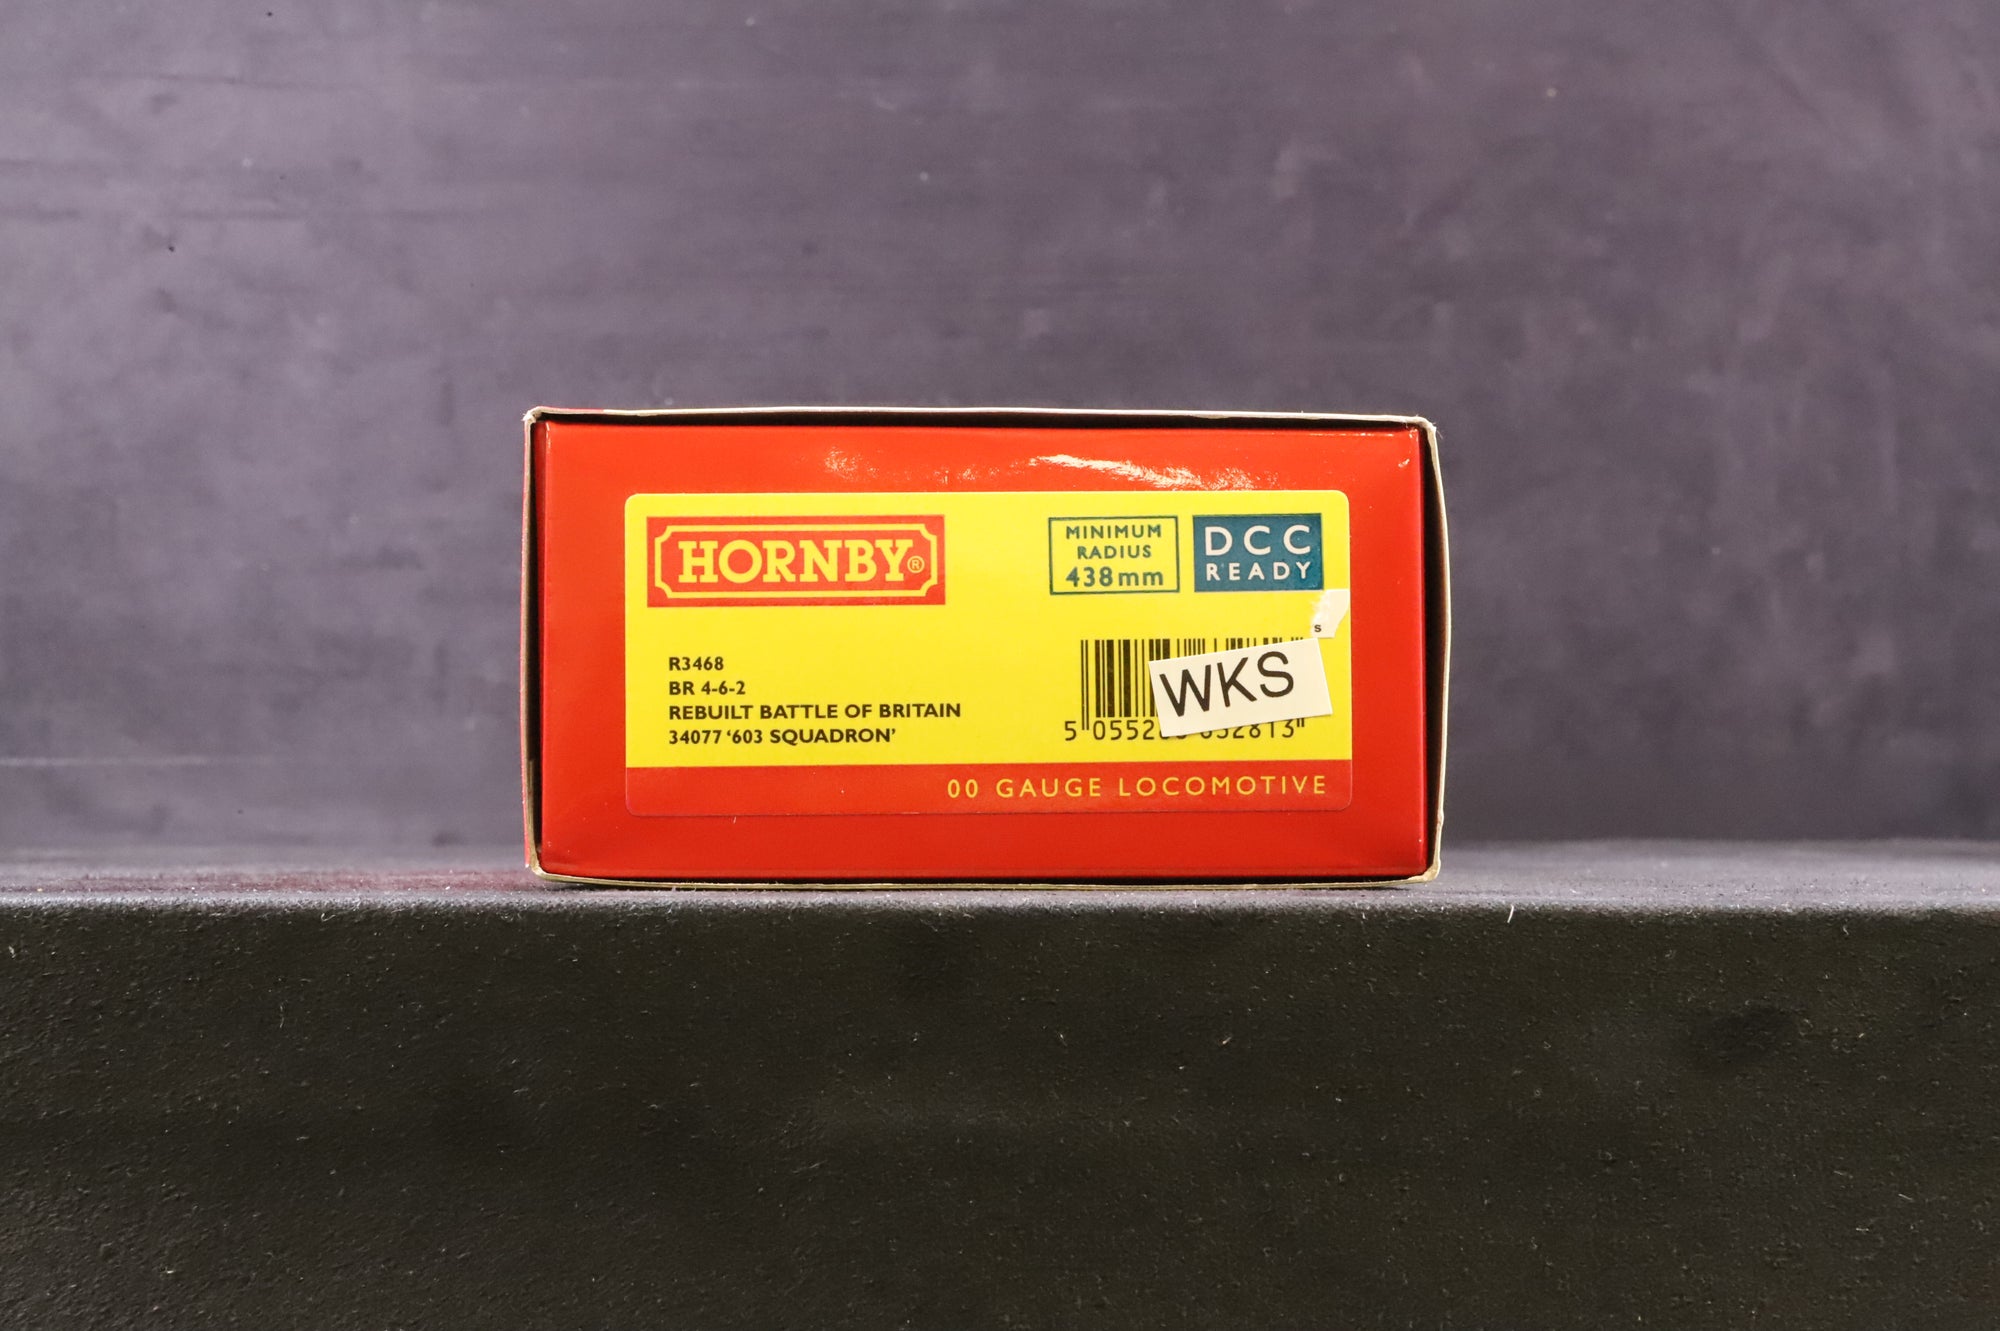 HORNBY®
MINIMUM
RADIUS
438mm
DCC
READY
s
R3468
BR 4-6-2
REBUILT BATTLE OF BRITAIN
34077 '603 SQUADRON'
WKS
00 GAUGE LOCOMOTIVE